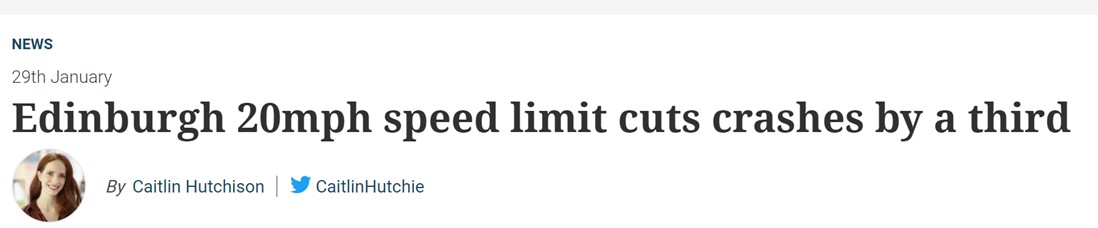 NEWS
29th January
Edinburgh 20mph speed limit cuts crashes by a third
By Caitlin Hutchison | CaitlinHutchie